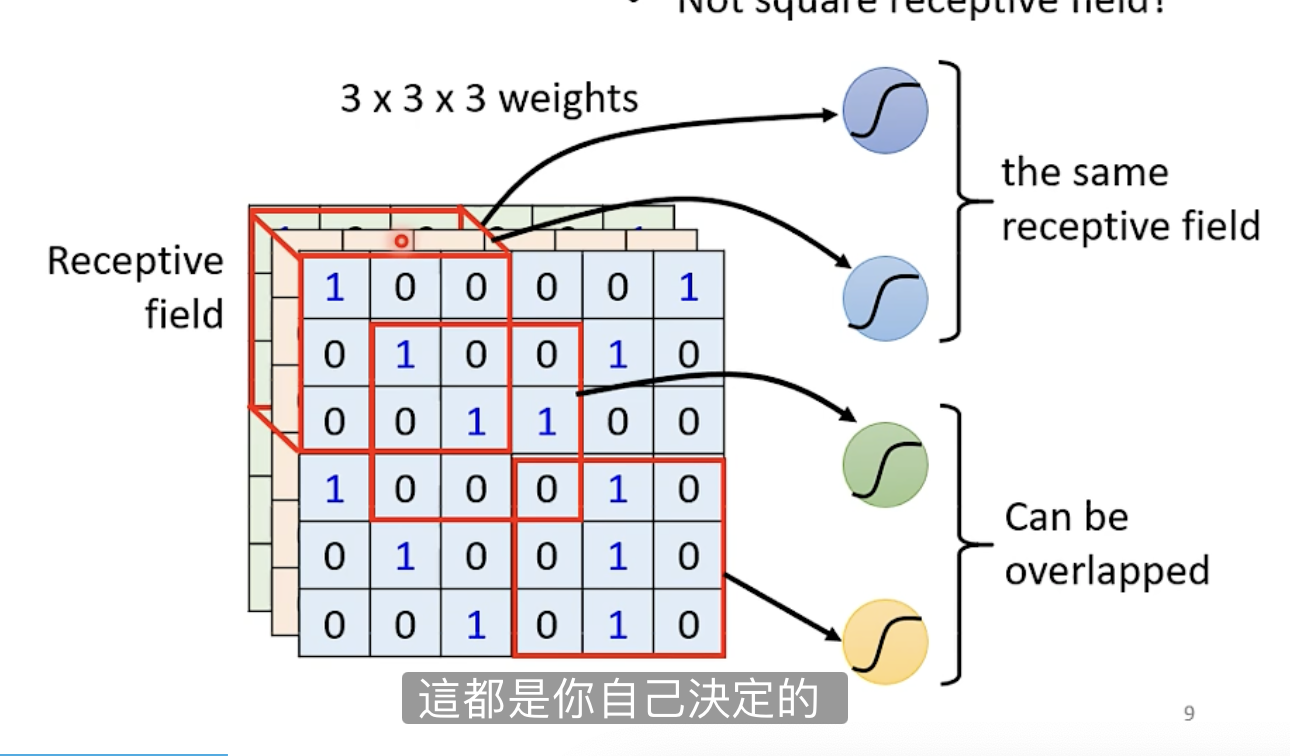 Not square receptive field?
3 x 3 x 3 weights
the same
receptive field
Receptive
field
1 0 0 0 0 1
0 1 0 0 1 0
0 0 1 1 0 0
1 0 0 0 1 0
0 1 0 0 1 0
0 0 1 0 1 0
Can be
overlapped
這都是你自己決定的
9